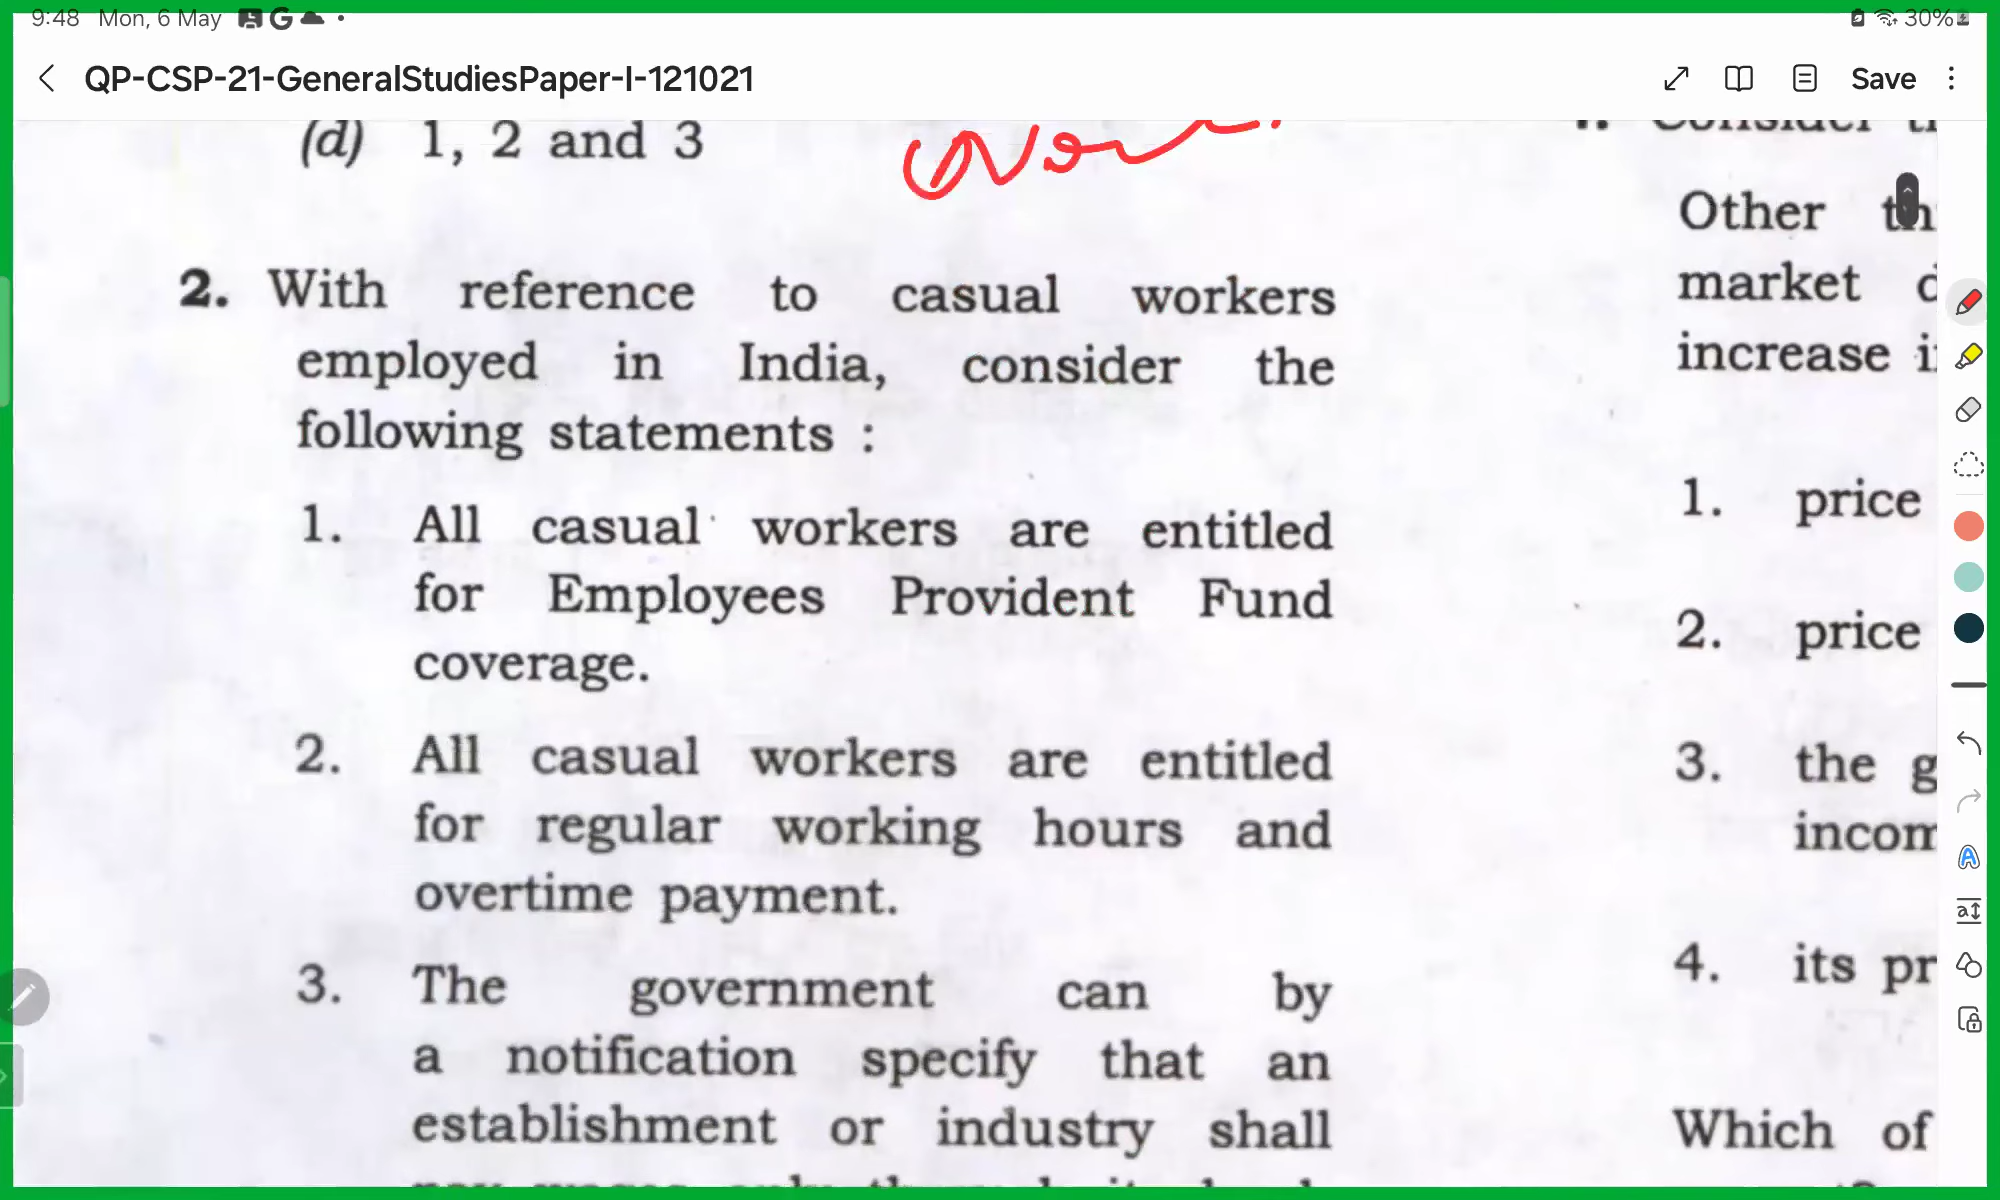 9:48 Mon, 6 May
30%
QP-CSP-21-GeneralStudiesPaper-I-121021
Save
(d) 1, 2 and 3
2. With reference to casual workers
employed in India, consider the
following statements :
1. All casual workers are entitled
for Employees Provident Fund
coverage.
2. All casual workers are entitled
for regular working hours and
overtime payment.
3. The government can by
a notification specify that an
establishment or industry shall
Other
market
increase
1. price
2. price
3. the
4. its
Which of